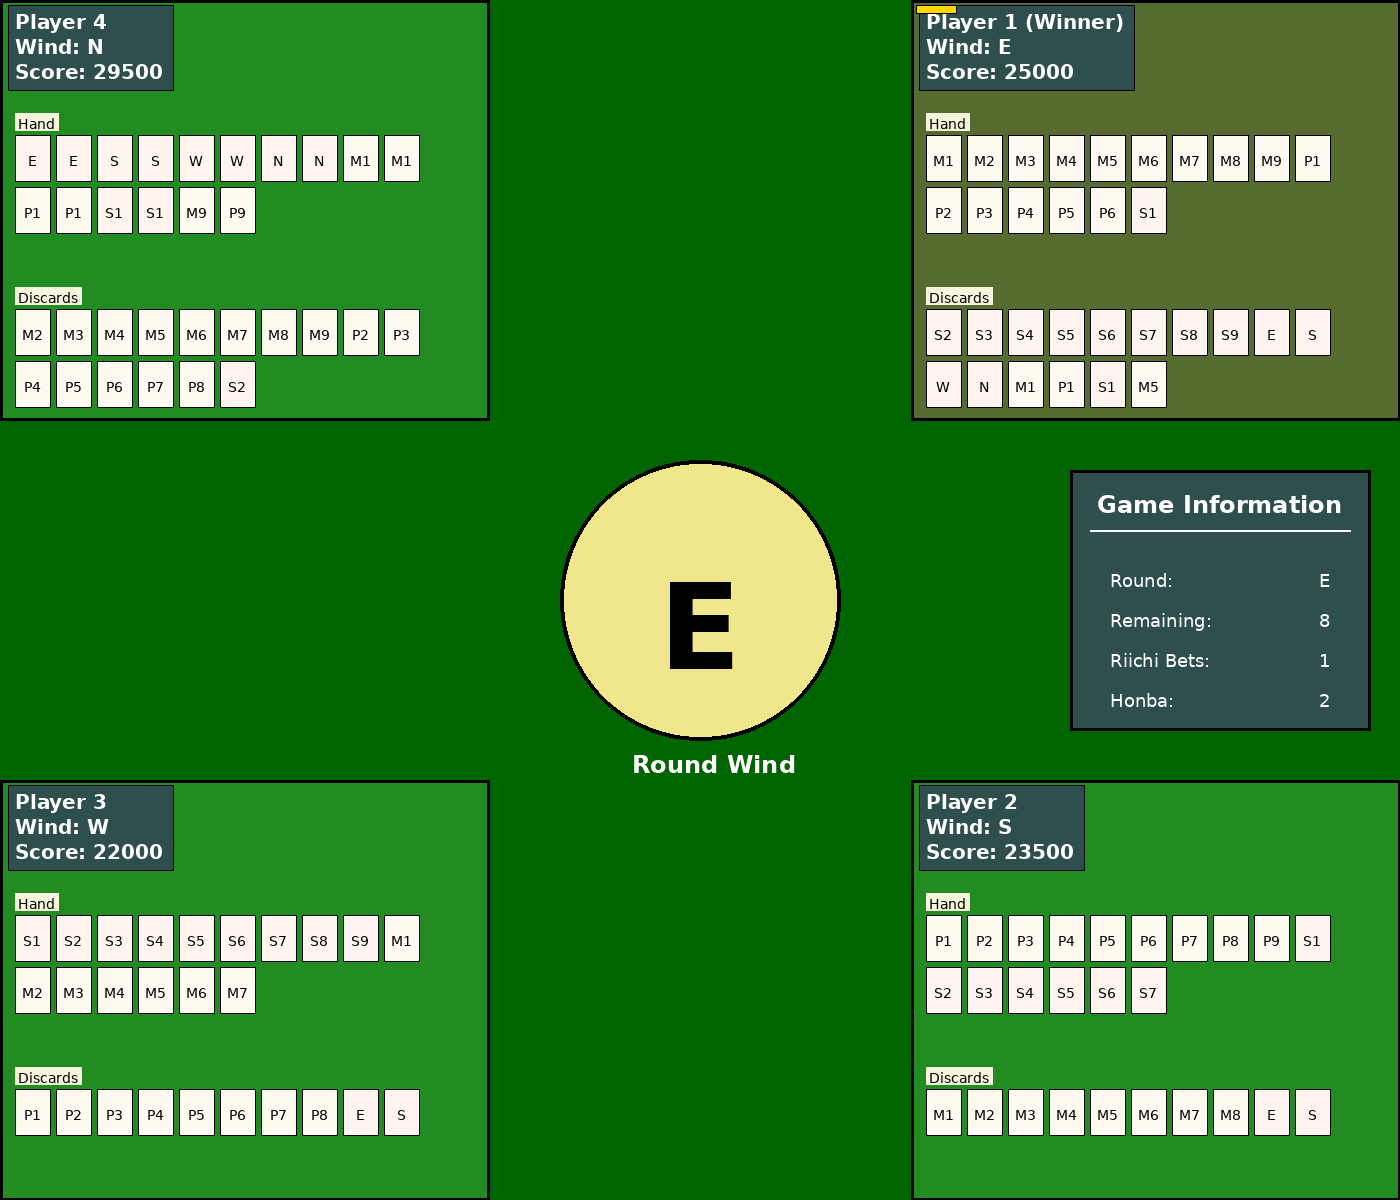 Player 4
Wind: N
Score: 29500
Hand
E E S S W W N N M1 M1
P1 P1 S1 S1 M9 P9
Discards
M2 M3 M4 M5 M6 M7 M8 M9 P2 P3
P4 P5 P6 P7 P8 S2
Player 1 (Winner)
Wind: E
Score: 25000
Hand
M1 M2 M3 M4 M5 M6 M7 M8 M9 P1
P2 P3 P4 P5 P6 S1
Discards
S2 S3 S4 S5 S6 S7 S8 S9 E S
W N M1 P1 S1 M5
E
Round Wind
Game Information
Round: E
Remaining: 8
Riichi Bets: 1
Honba: 2
Player 3
Wind: W
Score: 22000
Hand
S1 S2 S3 S4 S5 S6 S7 S8 S9 M1
M2 M3 M4 M5 M6 M7
Discards
P1 P2 P3 P4 P5 P6 P7 P8 E S
Player 2
Wind: S
Score: 23500
Hand
P1 P2 P3 P4 P5 P6 P7 P8 P9 S1
S2 S3 S4 S5 S6 S7
Discards
M1 M2 M3 M4 M5 M6 M7 M8 E S